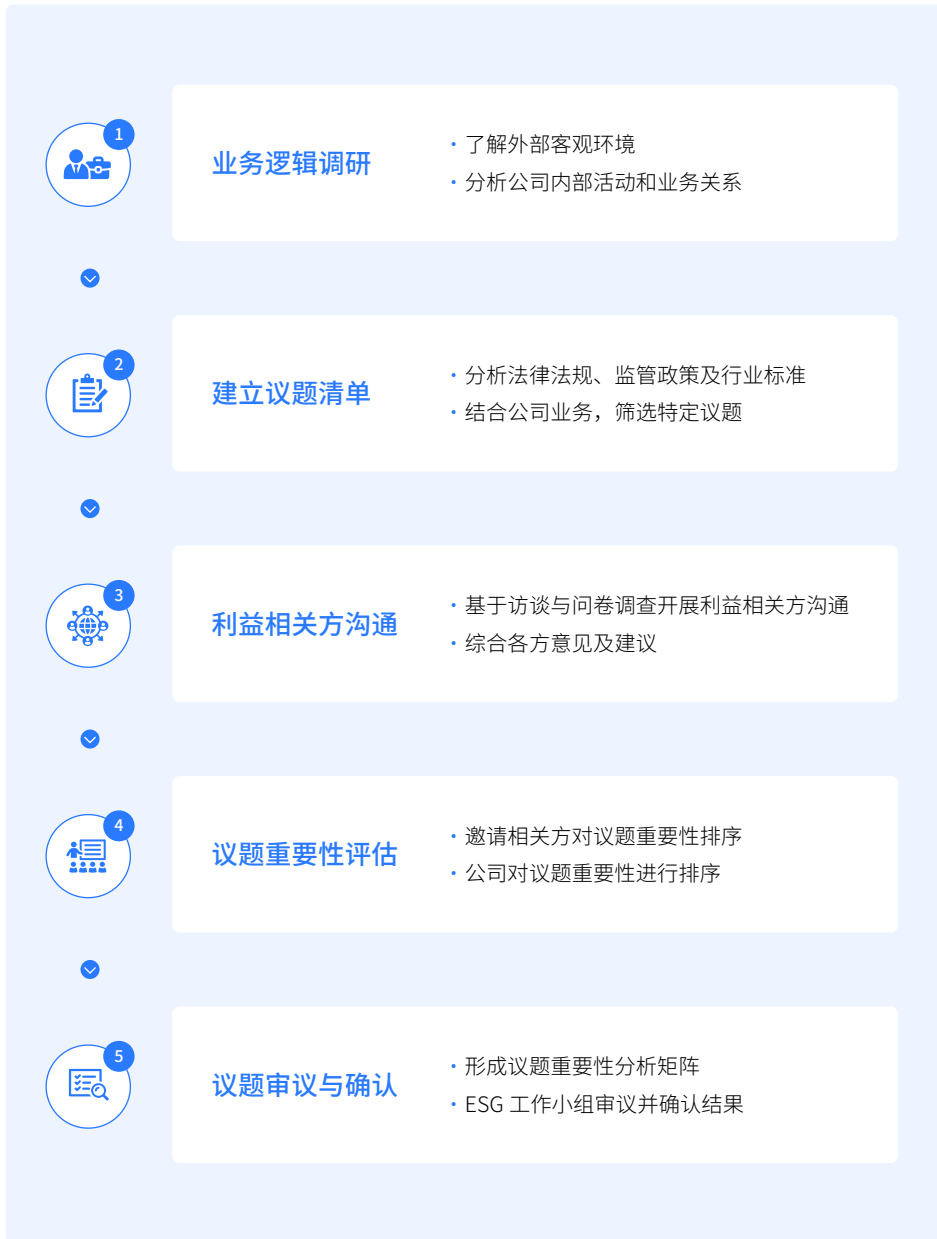 1
业务逻辑调研
· 了解外部客观环境
· 分析公司内部活动和业务关系
2
建立议题清单
· 分析法律法规、监管政策及行业标准
· 结合公司业务，筛选特定议题
3
利益相关方沟通
· 基于访谈与问卷调查开展利益相关方沟通
· 综合各方意见及建议
4
议题重要性评估
· 邀请相关方对议题重要性排序
· 公司对议题重要性进行排序
5
议题审议与确认
· 形成议题重要性分析矩阵
· ESG 工作小组审议并确认结果